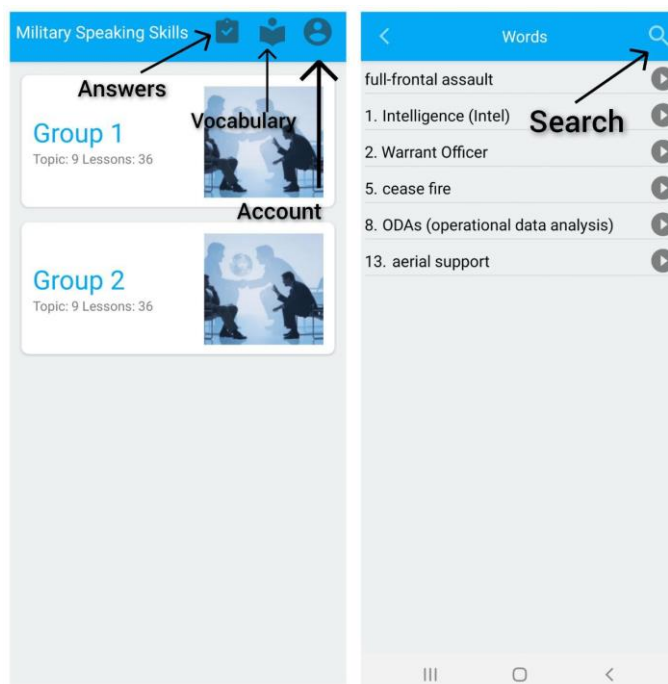 Military Speaking Skills
Answers
Vocabulary
Account
Group 1
Topic: 9 Lessons: 36
Group 2
Topic: 9 Lessons: 36
Words
Search
full-frontal assault
1. Intelligence (Intel)
2. Warrant Officer
5. cease fire
8. ODAs (operational data analysis)
13. aerial support